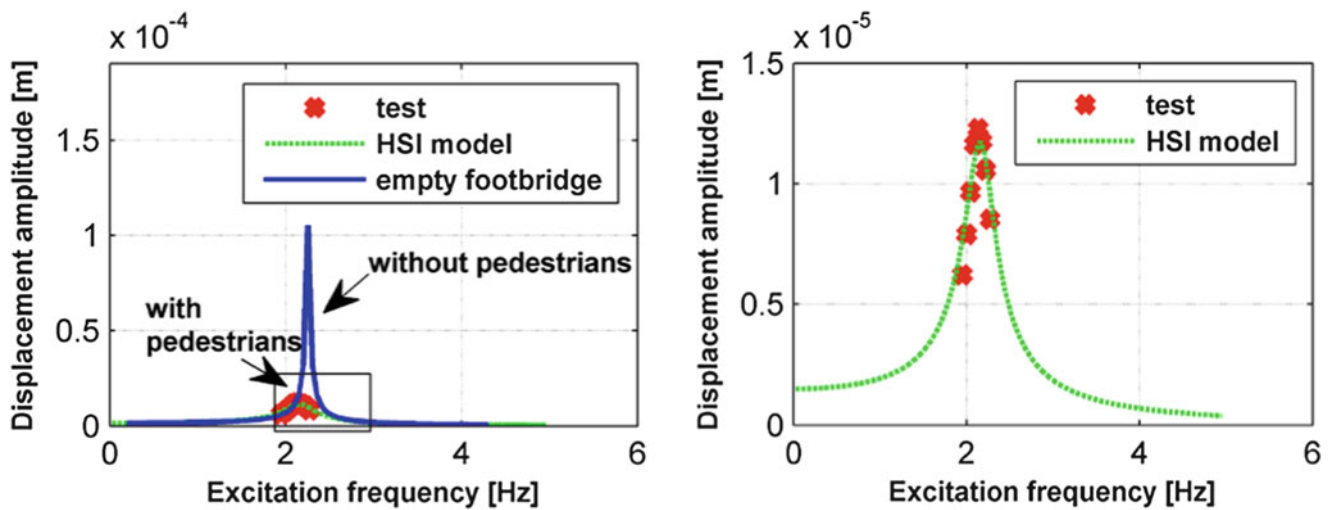 x 10⁻⁴
Displacement amplitude [m]
1.5
1
0.5
0
0
2
4
6
Excitation frequency [Hz]
test
HSI model
empty footbridge
without pedestrians
with
pedestrians
x 10⁻⁵
Displacement amplitude [m]
1.5
1
0.5
0
0
2
4
6
Excitation frequency [Hz]
test
HSI model